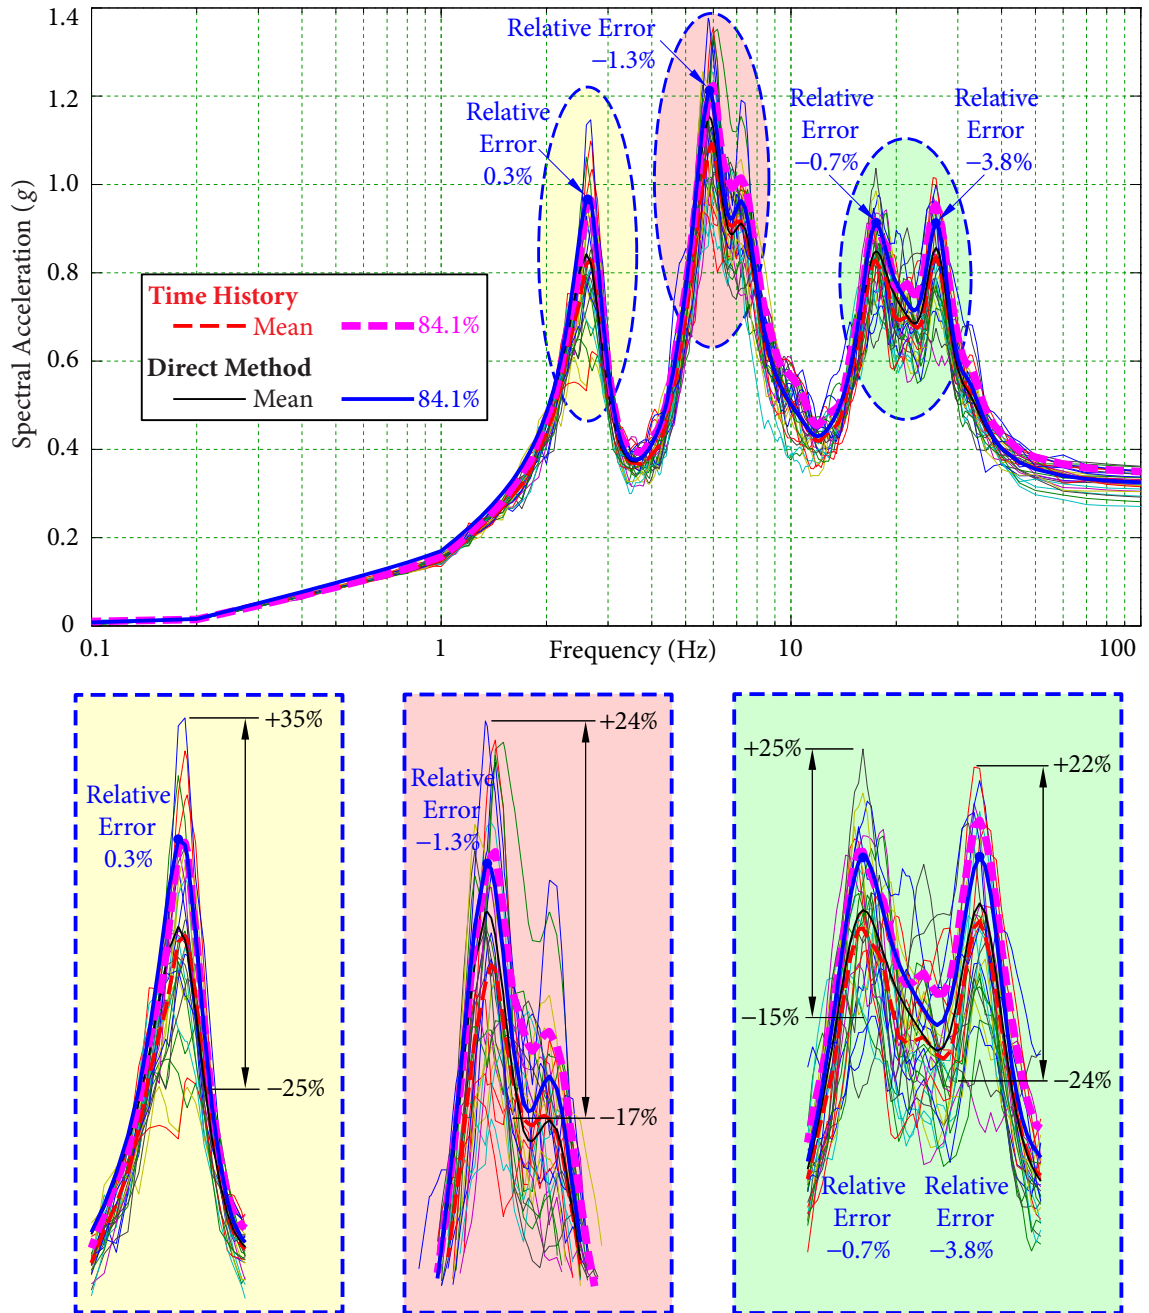 1.4
1.2
1.0
0.8
0.6
0.4
0.2
0
Spectral Acceleration (g)
0.1
1
10
100
Frequency (Hz)
Relative Error
−1.3%
Relative
Error
0.3%
Relative
Error
−0.7%
Relative
Error
−3.8%
Time History
Mean
84.1%
Direct Method
Mean
84.1%
+35%
Relative
Error
0.3%
−25%
+24%
Relative
Error
−1.3%
−17%
+25%
+22%
−15%
−24%
Relative
Error
−0.7%
Relative
Error
−3.8%